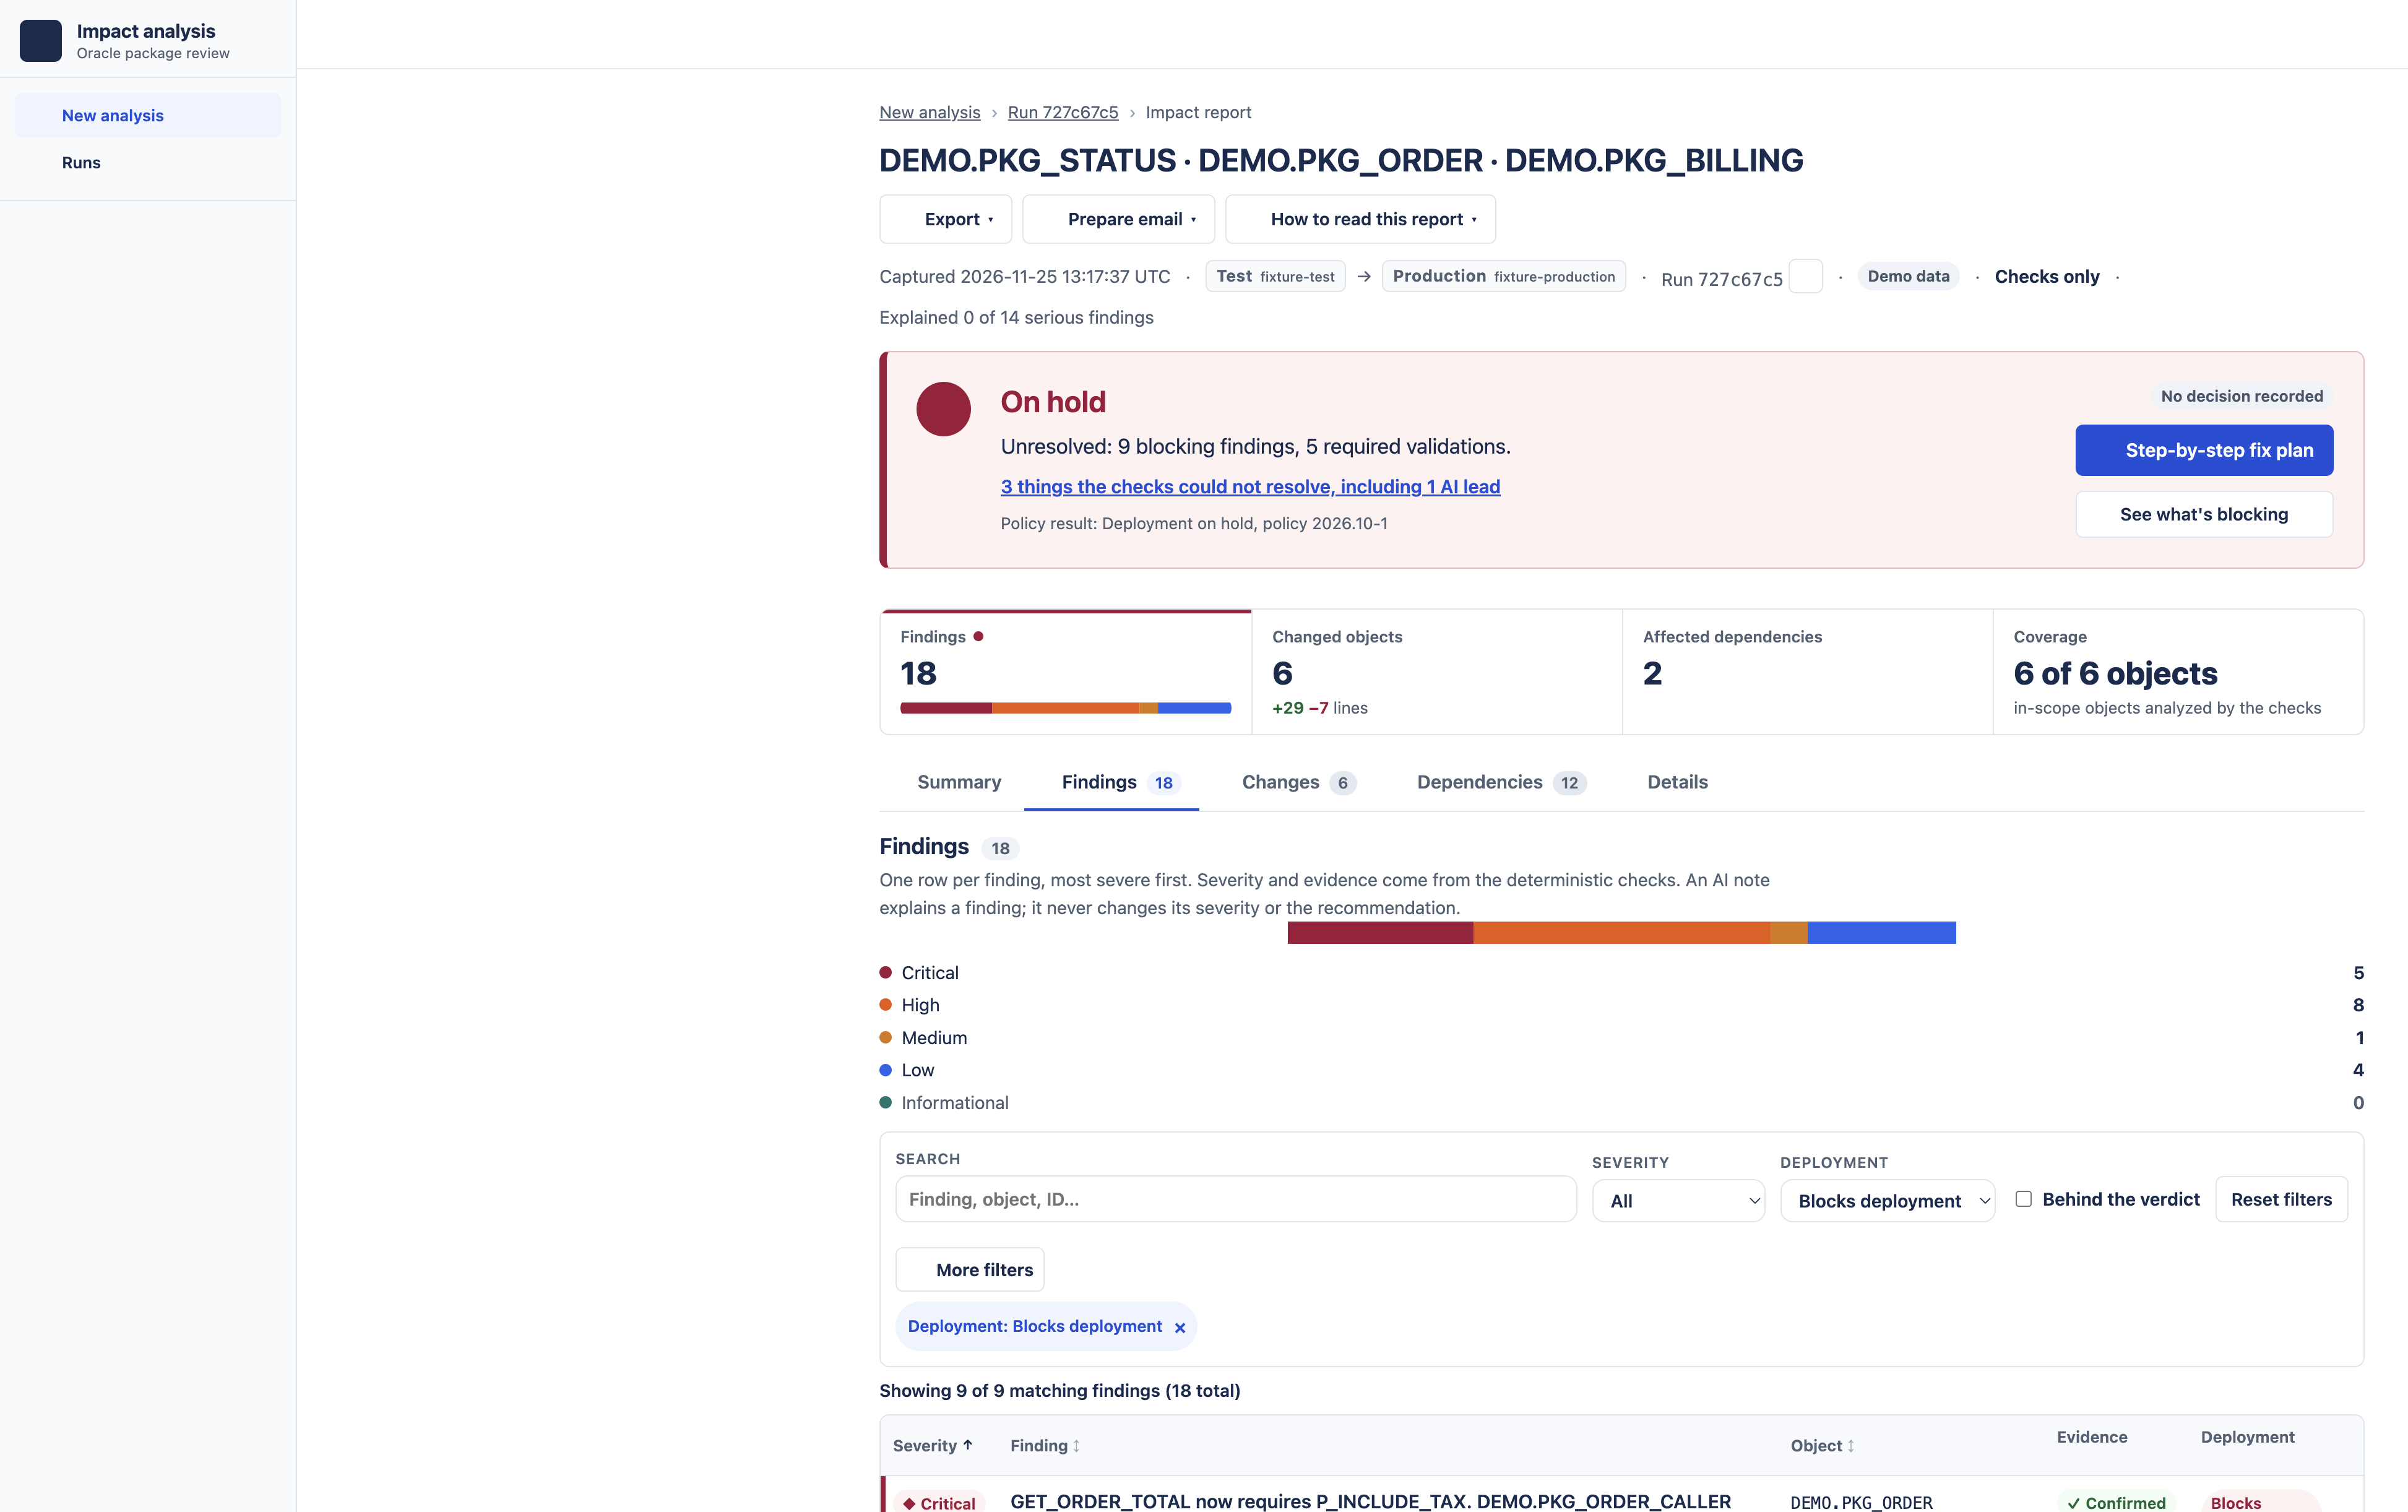 Impact analysis
Oracle package review
New analysis
Runs
New analysis › Run 727c67c5 › Impact report
DEMO.PKG_STATUS · DEMO.PKG_ORDER · DEMO.PKG_BILLING
Export ▾ Prepare email ▾ How to read this report ▾
Captured 2026-11-25 13:17:37 UTC · Test fixture-test → Production fixture-production · Run 727c67c5 · Demo data · Checks only ·
Explained 0 of 14 serious findings
On hold
Unresolved: 9 blocking findings, 5 required validations.
3 things the checks could not resolve, including 1 AI lead
Policy result: Deployment on hold, policy 2026.10-1
No decision recorded
Step-by-step fix plan
See what's blocking
Findings
18
Changed objects
6
+29 −7 lines
Affected dependencies
2
Coverage
6 of 6 objects
in-scope objects analyzed by the checks
Summary Findings 18 Changes 6 Dependencies 12 Details
Findings 18
One row per finding, most severe first. Severity and evidence come from the deterministic checks. An AI note
explains a finding; it never changes its severity or the recommendation.
Critical 5
High 8
Medium 1
Low 4
Informational 0
SEARCH
Finding, object, ID...
SEVERITY
All
DEPLOYMENT
Blocks deployment
Behind the verdict
Reset filters
More filters
Deployment: Blocks deployment ×
Showing 9 of 9 matching findings (18 total)
Severity ↑ Finding ↕ Object ↕ Evidence Deployment
◆ Critical GET_ORDER_TOTAL now requires P_INCLUDE_TAX. DEMO.PKG_ORDER_CALLER DEMO.PKG_ORDER ✓ Confirmed Blocks